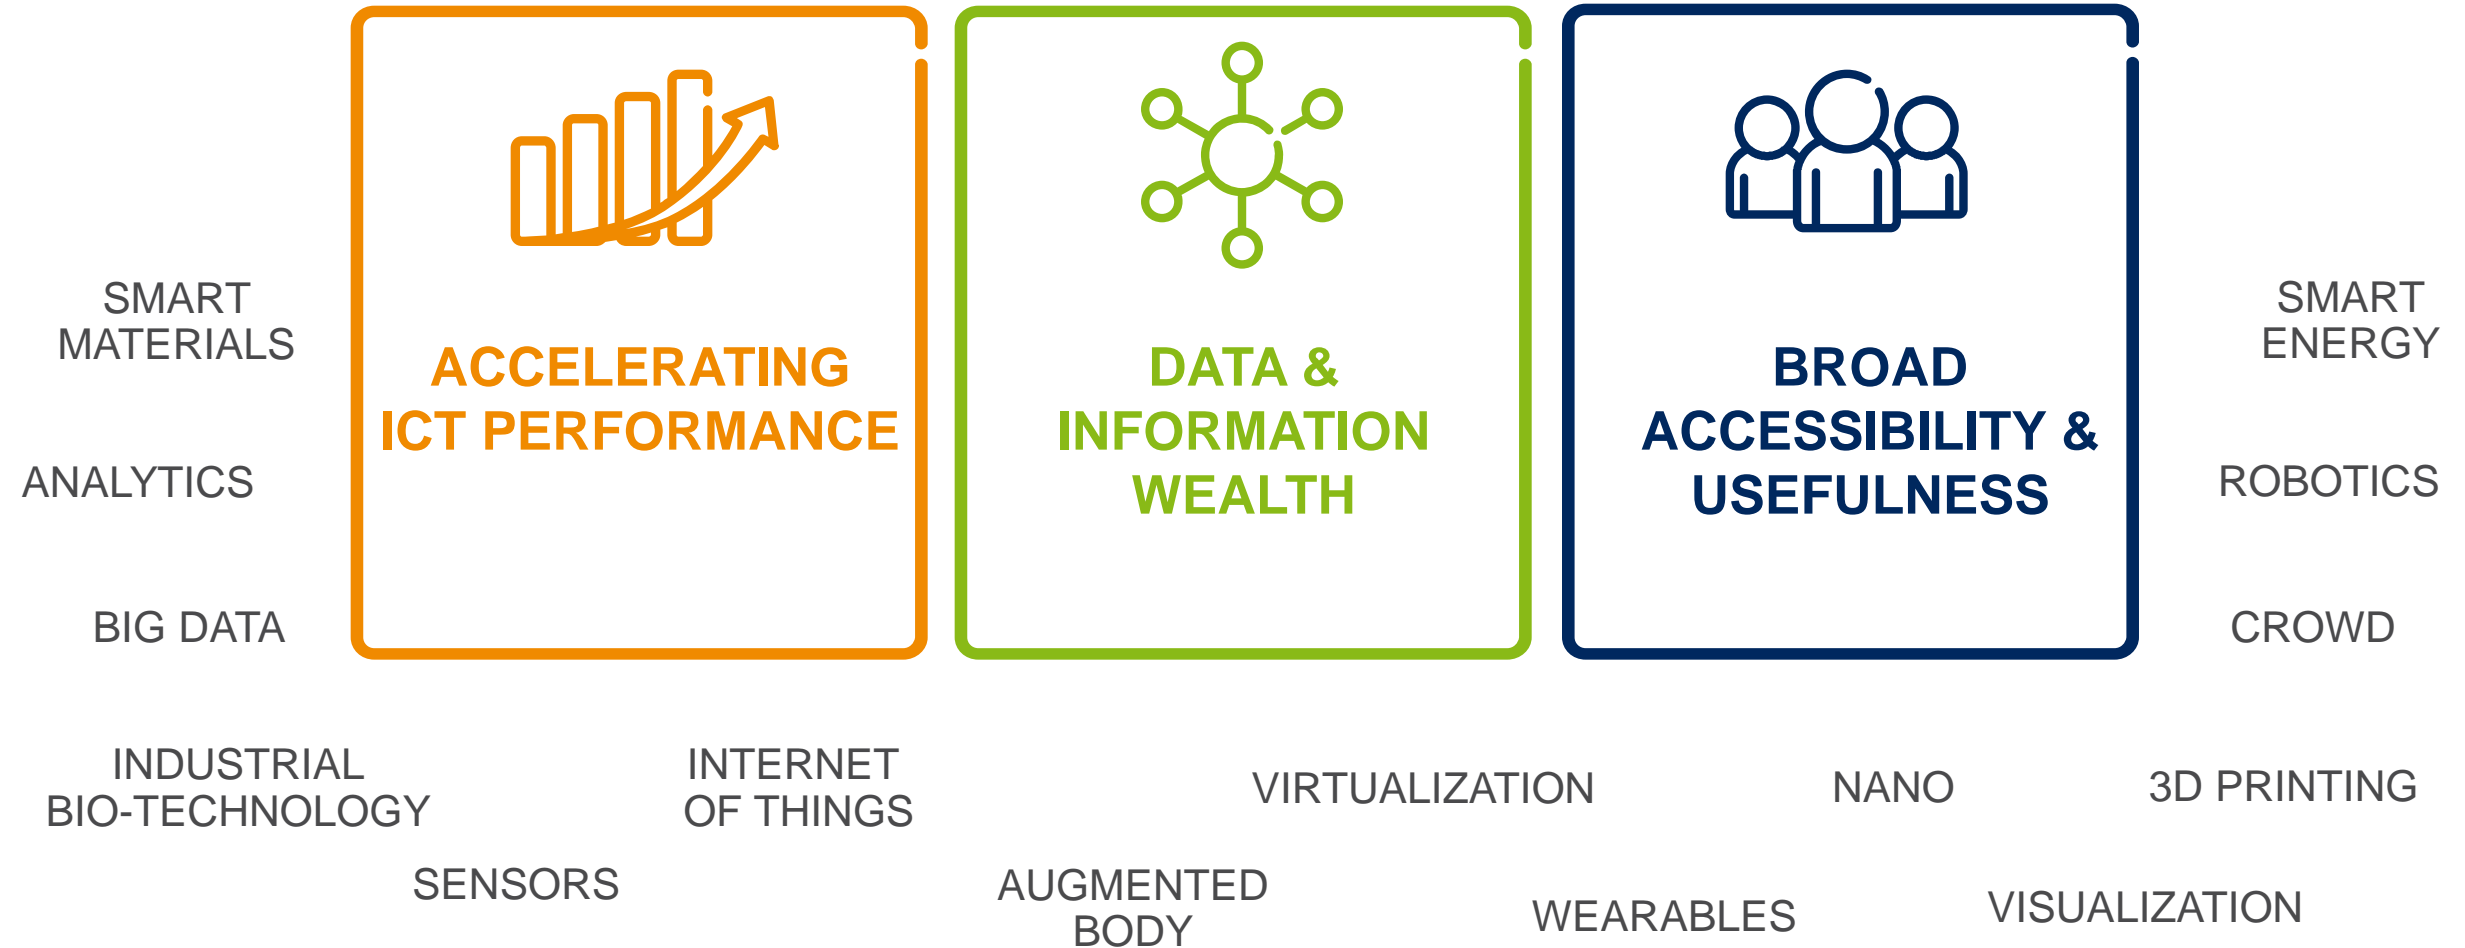 ACCELERATING
ICT PERFORMANCE
DATA &
INFORMATION
WEALTH
BROAD
ACCESSIBILITY &
USEFULNESS
SMART
MATERIALS
ANALYTICS
BIG DATA
SMART
ENERGY
ROBOTICS
CROWD
INDUSTRIAL
BIO-TECHNOLOGY
INTERNET
OF THINGS
VIRTUALIZATION
NANO
3D PRINTING
SENSORS
AUGMENTED
BODY
WEARABLES
VISUALIZATION